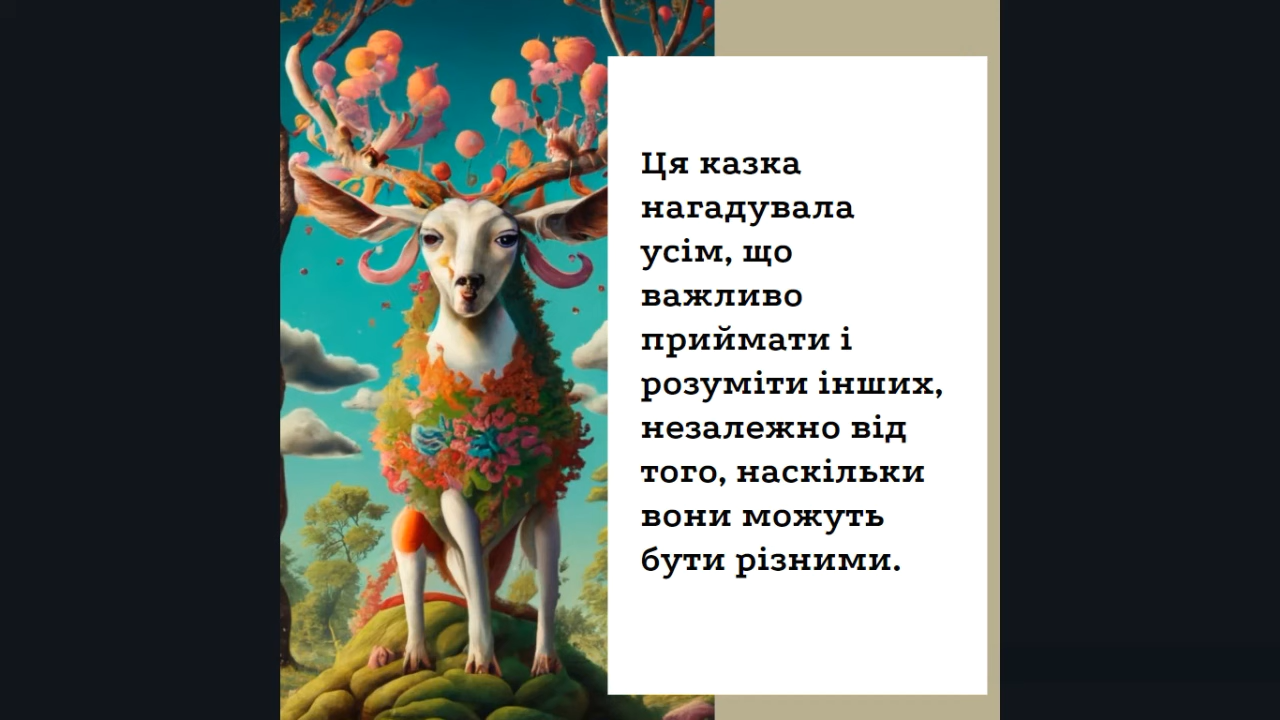 Ця казка
нагадувала
усім, що
важливо
приймати і
розуміти інших,
незалежно від
того, наскільки
вони можуть
бути різними.